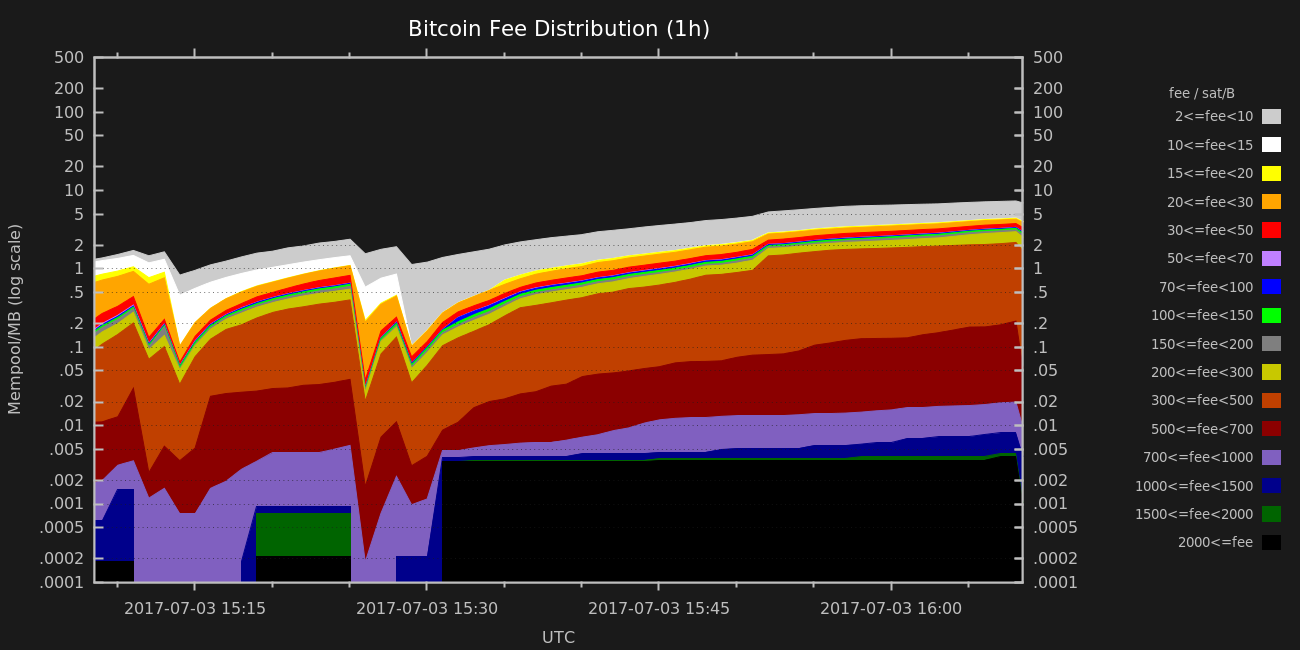 Bitcoin Fee Distribution (1h)
500
200
100
50
20
10
5
2
1
.5
.2
.1
.05
.02
.01
.005
.002
.001
.0005
.0002
.0001
Mempool/MB (log scale)
500
200
100
50
20
10
5
2
1
.5
.2
.1
.05
.02
.01
.005
.002
.001
.0005
.0002
.0001
2017-07-03 15:15
2017-07-03 15:30
2017-07-03 15:45
2017-07-03 16:00
UTC
fee / sat/B
2<=fee<10
10<=fee<15
15<=fee<20
20<=fee<30
30<=fee<50
50<=fee<70
70<=fee<100
100<=fee<150
150<=fee<200
200<=fee<300
300<=fee<500
500<=fee<700
700<=fee<1000
1000<=fee<1500
1500<=fee<2000
2000<=fee